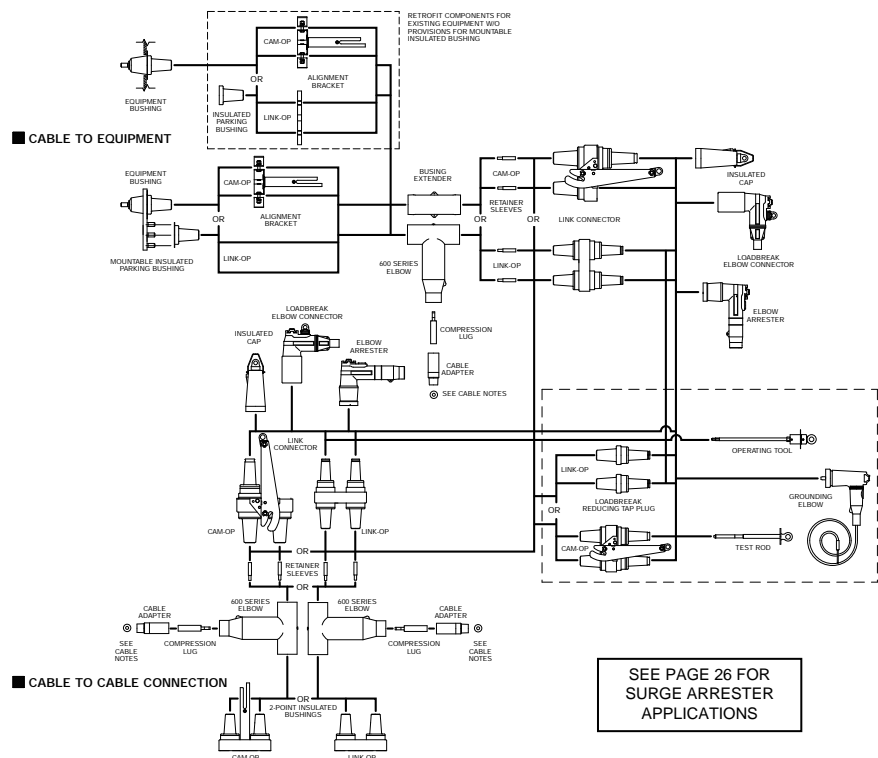 RETROFIT COMPONENTS FOR
EXISTING EQUIPMENT W/O
PROVISIONS FOR MOUNTABLE
INSULATED BUSHING
CAM-OP
OR
ALIGNMENT
BRACKET
EQUIPMENT
BUSHING
INSULATED
PARKING
BUSHING
LINK-OP
■ CABLE TO EQUIPMENT
EQUIPMENT
BUSHING
CAM-OP
OR
ALIGNMENT
BRACKET
MOUNTABLE INSULATED
PARKING BUSHING
LINK-OP
BUSING
EXTENDER
600 SERIES
ELBOW
CAM-OP
RETAINER
SLEEVES
OR
OR
LINK CONNECTOR
LINK-OP
INSULATED
CAP
LOADBREAK
ELBOW CONNECTOR
ELBOW
ARRESTER
COMPRESSION
LUG
CABLE
ADAPTER
SEE CABLE NOTES
INSULATED
CAP
LOADBREAK
ELBOW CONNECTOR
ELBOW
ARRESTER
LINK
CONNECTOR
CAM-OP
LINK-OP
OR
RETAINER
SLEEVES
OR
OPERATING TOOL
LINK-OP
LOADBREEAK
REDUCING TAP PLUG
OR
CAM-OP
GROUNDING
ELBOW
TEST ROD
CABLE
ADAPTER
SEE
CABLE
NOTES
COMPRESSION
LUG
600 SERIES
ELBOW
600 SERIES
ELBOW
COMPRESSION
LUG
CABLE
ADAPTER
SEE
CABLE
NOTES
■ CABLE TO CABLE CONNECTION
OR
2-POINT INSULATED
BUSHINGS
CAM-OP
LINK-OP
SEE PAGE 26 FOR
SURGE ARRESTER
APPLICATIONS